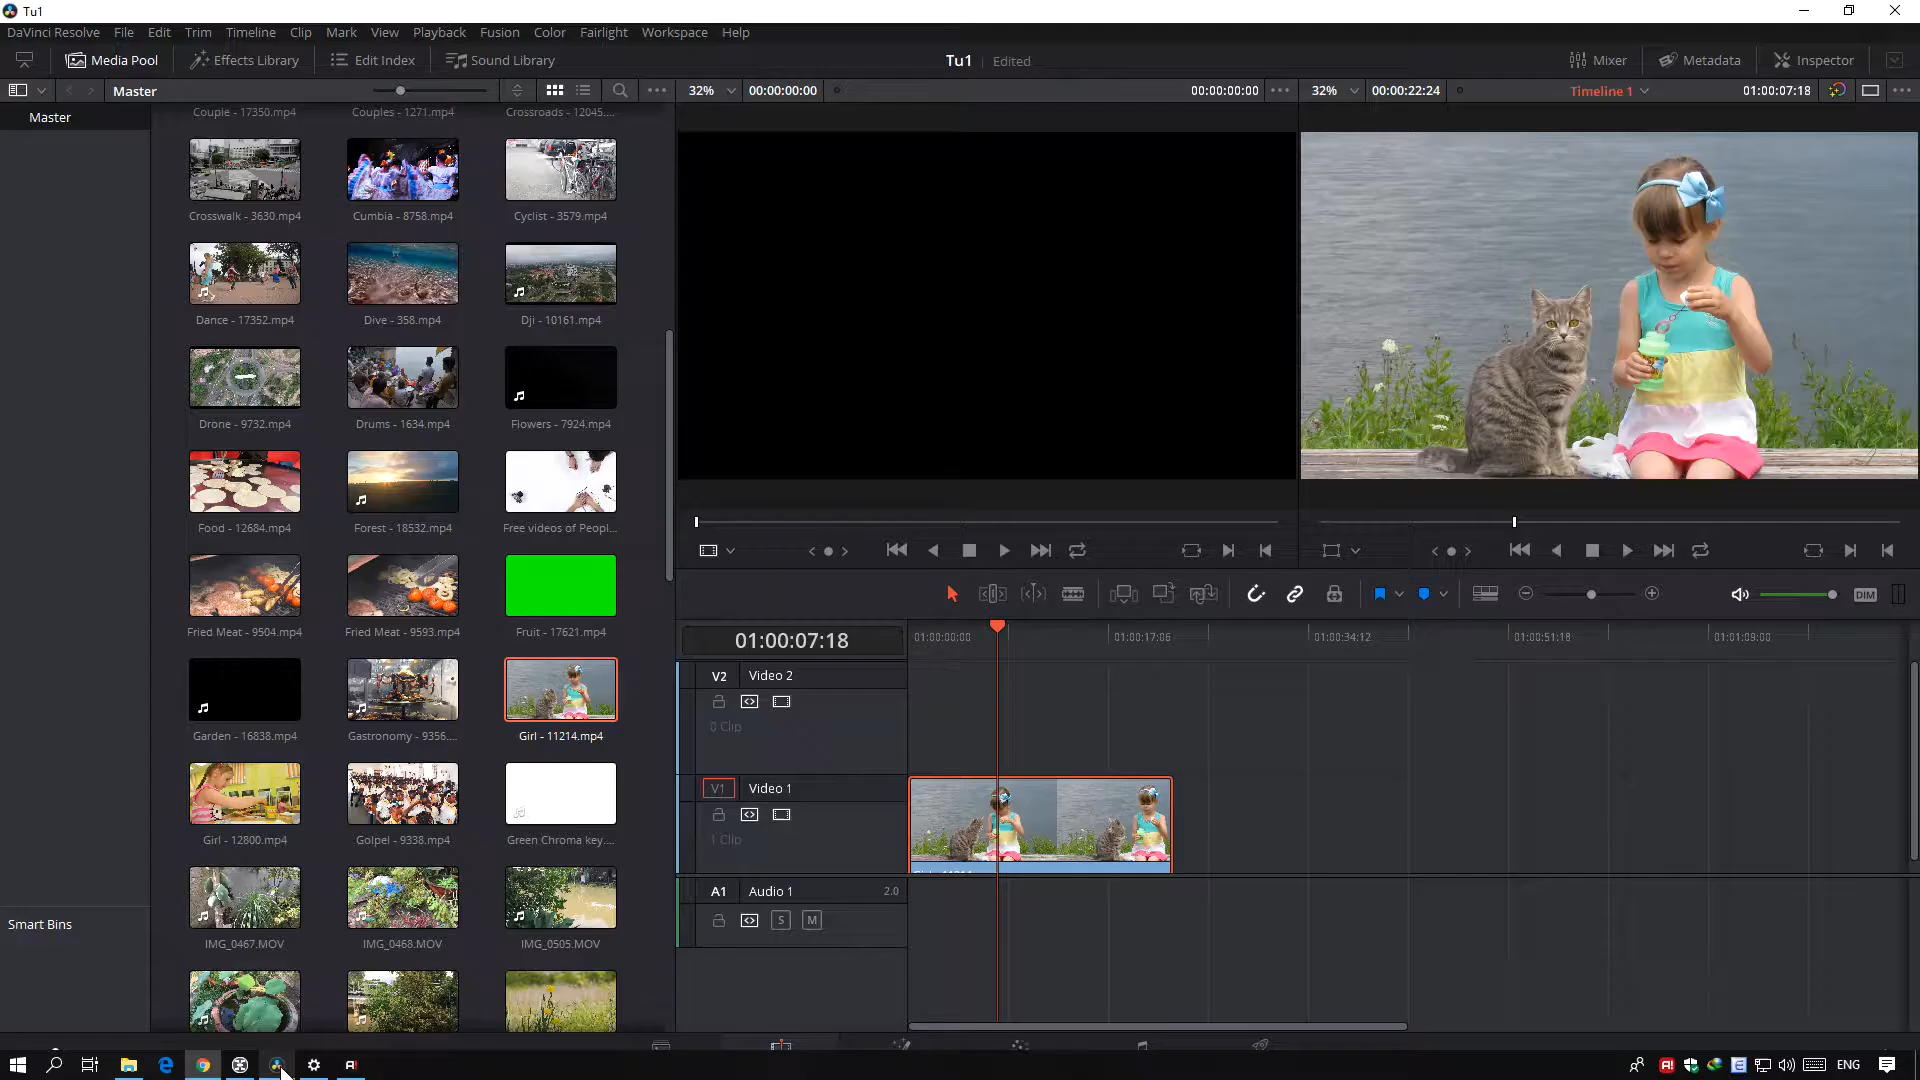 Tu1
DaVinci Resolve File Edit Trim Timeline Clip Mark View Playback Fusion Color Fairlight Workspace Help
Media Pool Effects Library Edit Index Sound Library Tu1 Edited Mixer Metadata Inspector
Master 32% 00:00:00:00 00:00:00:00 32% 00:00:22:24 Timeline 1 01:00:07:18
Master
Couple - 17350.mp4 Couples - 1271.mp4 Crossroads - 12045....
Crosswalk - 3630.mp4 Cumbia - 8758.mp4 Cyclist - 3579.mp4
Dance - 17352.mp4 Dive - 358.mp4 Dji - 10161.mp4
Drone - 9732.mp4 Drums - 1634.mp4 Flowers - 7924.mp4
Food - 12684.mp4 Forest - 18532.mp4 Free videos of Peopl...
Fried Meat - 9504.mp4 Fried Meat - 9593.mp4 Fruit - 17621.mp4
Garden - 16838.mp4 Gastronomy - 9356.... Girl - 11214.mp4
Girl - 12800.mp4 Golpel - 9338.mp4 Green Chroma key....
IMG_0467.MOV IMG_0468.MOV IMG_0505.MOV
Smart Bins
DIM
01:00:07:18 01:00:00:00 01:00:17:06 01:00:34:12 01:00:51:18 01:01:09:00
V2 Video 2
0 Clip
V1 Video 1
1 Clip
A1 Audio 1 2.0
S M
A! A! ENG